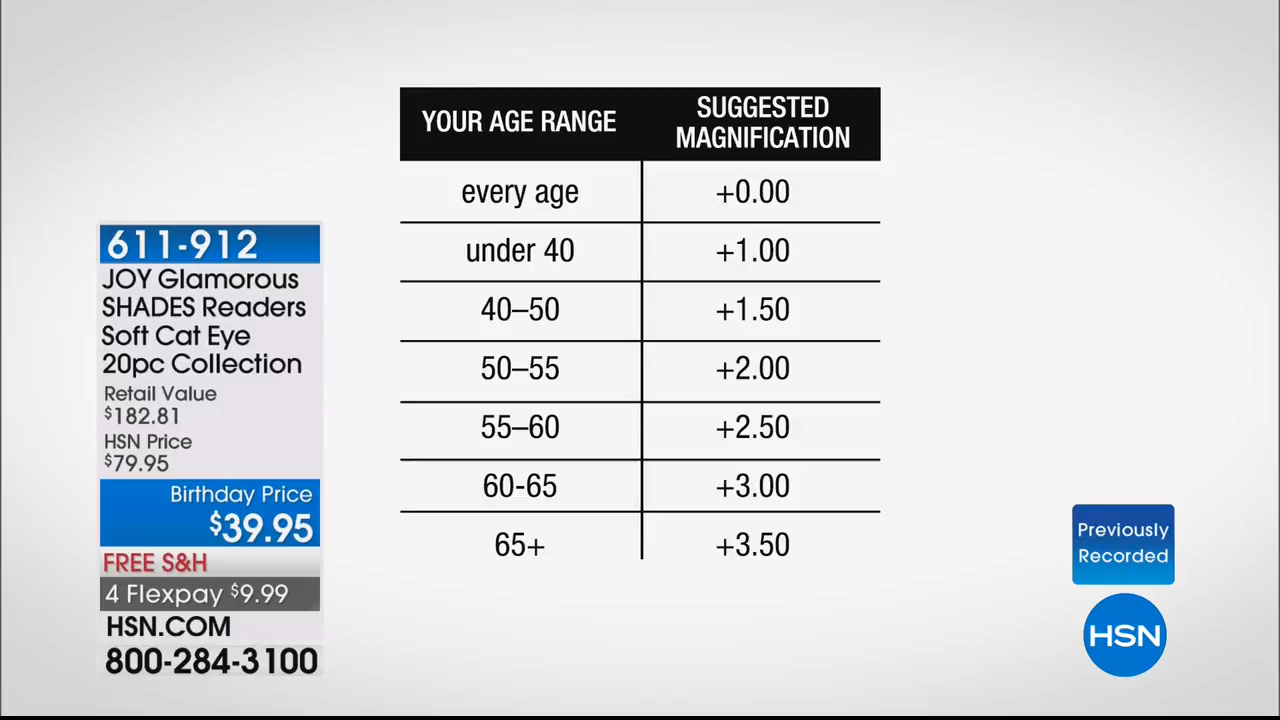 YOUR AGE RANGE
SUGGESTED
MAGNIFICATION
every age +0.00
under 40 +1.00
40–50 +1.50
50–55 +2.00
55–60 +2.50
60-65 +3.00
65+ +3.50
611-912
JOY Glamorous
SHADES Readers
Soft Cat Eye
20pc Collection
Retail Value
$182.81
HSN Price
$79.95
Birthday Price
$39.95
FREE S&H
4 Flexpay $9.99
HSN.COM
800-284-3100
Previously
Recorded
HSN